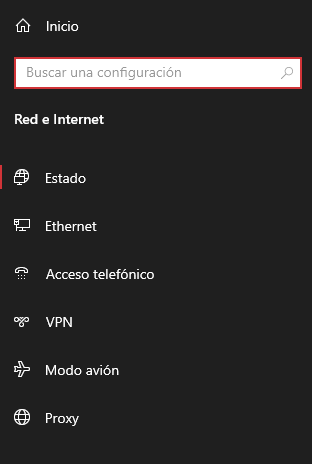 Inicio
Buscar una configuración
Red e Internet
Estado
Ethernet
Acceso telefónico
VPN
Modo avión
Proxy